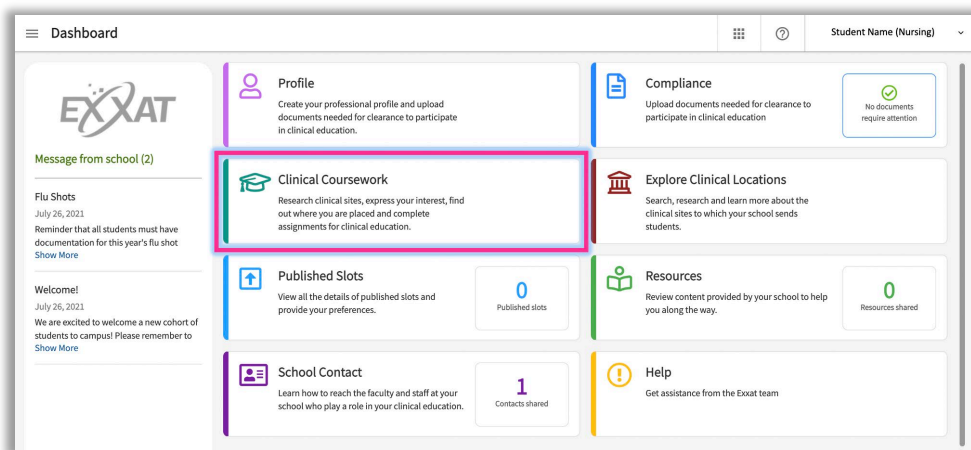 Dashboard
Student Name (Nursing)
EXXAT
Message from school (2)
Flu Shots
July 26, 2021
Reminder that all students must have
documentation for this year's flu shot
Show More
Welcome!
July 26, 2021
We are excited to welcome a new cohort of
students to campus! Please remember to
Show More
Profile
Create your professional profile and upload
documents needed for clearance to participate
in clinical education.
Compliance
Upload documents needed for clearance to
participate in clinical education
No documents
require attention
Clinical Coursework
Research clinical sites, express your interest, find
out where you are placed and complete
assignments for clinical education.
Explore Clinical Locations
Search, research and learn more about the
clinical sites to which your school sends
students.
Published Slots
View all the details of published slots and
provide your preferences.
0
Published slots
Resources
Review content provided by your school to help
you along the way.
0
Resources shared
School Contact
Learn how to reach the faculty and staff at your
school who play a role in your clinical education.
1
Contacts shared
Help
Get assistance from the Exxat team